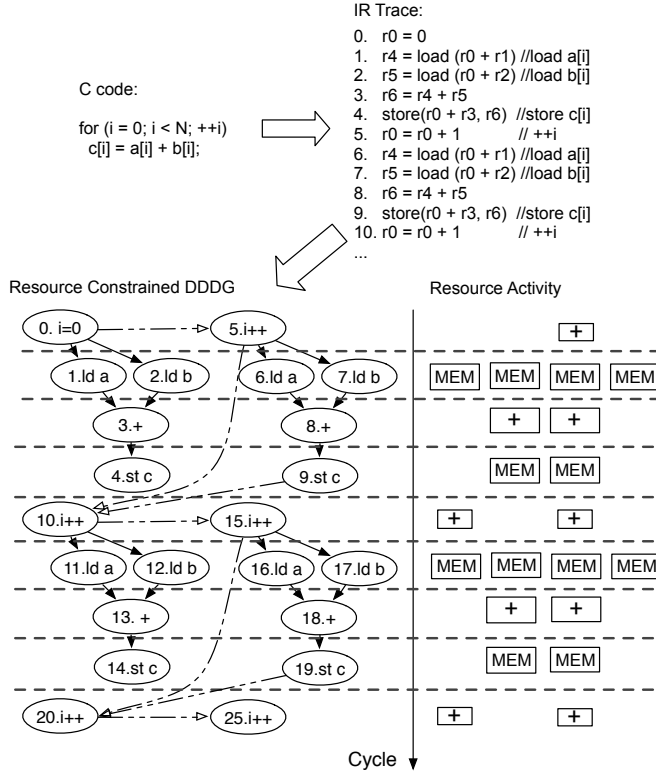 IR Trace:
0. r0 = 0
1. r4 = load (r0 + r1) //load a[i]
2. r5 = load (r0 + r2) //load b[i]
3. r6 = r4 + r5
4. store(r0 + r3, r6) //store c[i]
5. r0 = r0 + 1 // ++i
6. r4 = load (r0 + r1) //load a[i]
7. r5 = load (r0 + r2) //load b[i]
8. r6 = r4 + r5
9. store(r0 + r3, r6) //store c[i]
10. r0 = r0 + 1 // ++i
...
C code:
for (i = 0; i < N; ++i)
c[i] = a[i] + b[i];
Resource Constrained DDDG
Resource Activity
0. i=0 5.i++ +
1.ld a 2.ld b 6.ld a 7.ld b MEM MEM MEM MEM
3.+ 8.+ + +
4.st c 9.st c MEM MEM
10.i++ 15.i++ + +
11.ld a 12.ld b 16.ld a 17.ld b MEM MEM MEM MEM
13. + 18.+ + +
14.st c 19.st c MEM MEM
20.i++ 25.i++ + +
Cycle